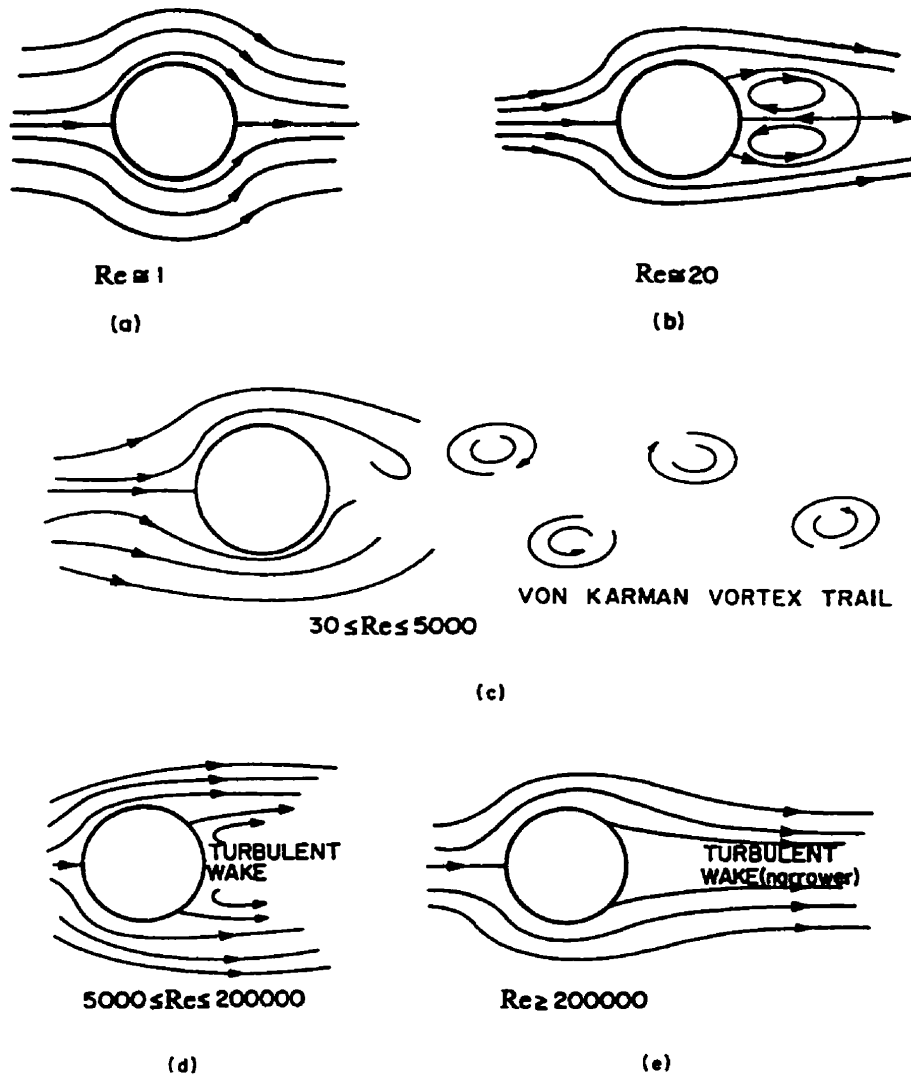 Re ≅ 1
(a)
Re≅20
(b)
VON KARMAN VORTEX TRAIL
30 ≤Re≤ 5000
(c)
TURBULENT
WAKE
5000 ≤Re≤ 200000
(d)
TURBULENT
WAKE(narrower)
Re≥ 200000
(e)